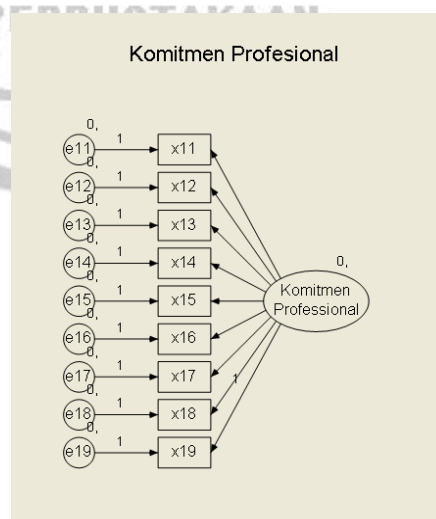 PERPUSTAKAAN
Komitmen Profesional
0,
e11 1 x11
0,
e12 1 x12
0,
e13 1 x13
0,
e14 1 x14
0,
e15 1 x15
0,
e16 1 x16
0,
e17 1 x17
0,
e18 1 x18
0,
e19 1 x19
0,
Komitmen
Professional
1